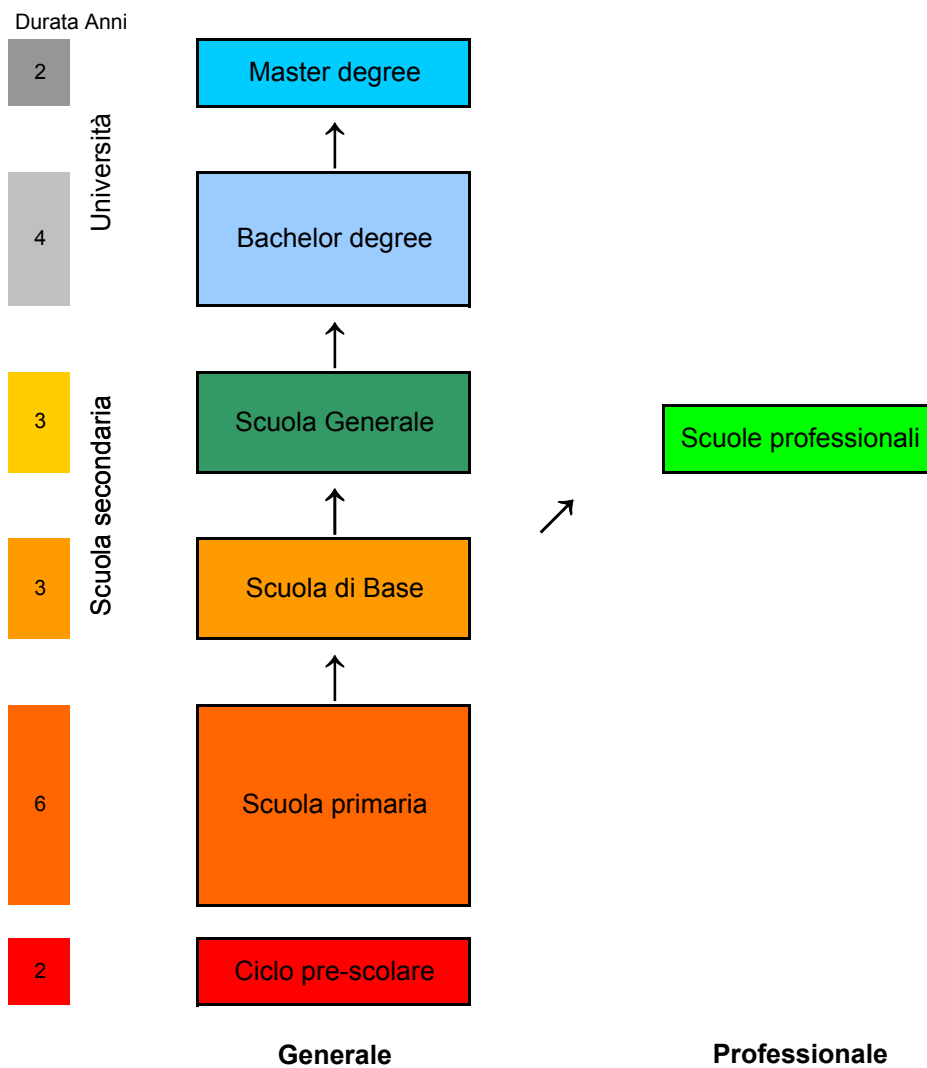 Durata Anni
2
Master degree
Università
4
Bachelor degree
3
Scuola Generale
Scuole professionali
Scuola secondaria
3
Scuola di Base
6
Scuola primaria
2
Ciclo pre-scolare
Generale
Professionale